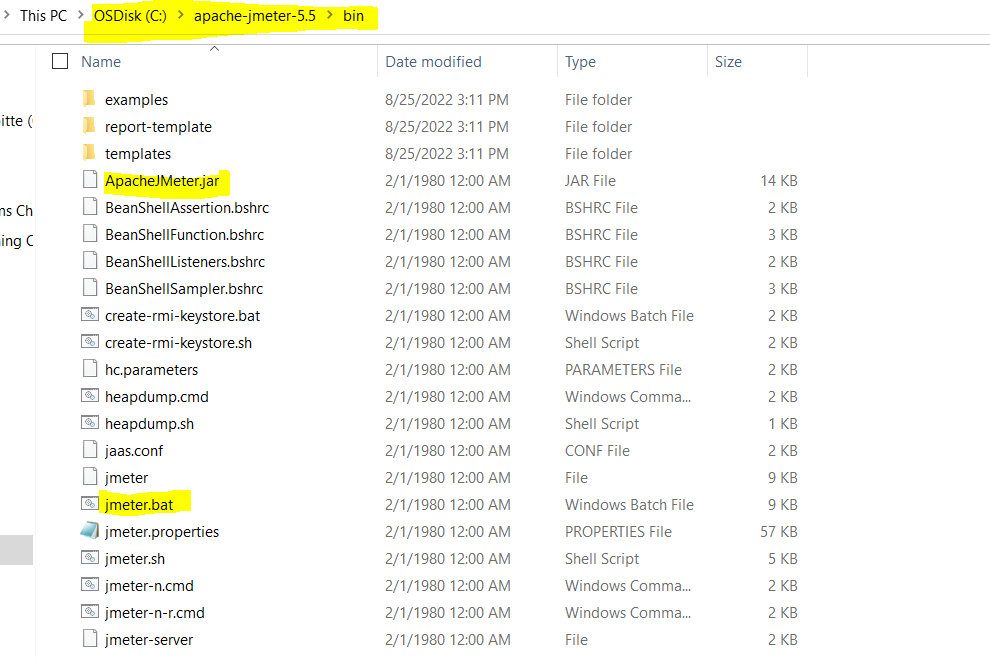 This PC > OSDisk (C:) > apache-jmeter-5.5 > bin
Name Date modified Type Size
examples 8/25/2022 3:11 PM File folder
itte (
report-template 8/25/2022 3:11 PM File folder
templates 8/25/2022 3:11 PM File folder
ApacheJMeter.jar 2/1/1980 12:00 AM JAR File 14 KB
ns Ch
BeanShellAssertion.bshrc 2/1/1980 12:00 AM BSHRC File 2 KB
ning C
BeanShellFunction.bshrc 2/1/1980 12:00 AM BSHRC File 3 KB
BeanShellListeners.bshrc 2/1/1980 12:00 AM BSHRC File 2 KB
BeanShellSampler.bshrc 2/1/1980 12:00 AM BSHRC File 3 KB
create-rmi-keystore.bat 2/1/1980 12:00 AM Windows Batch File 2 KB
create-rmi-keystore.sh 2/1/1980 12:00 AM Shell Script 2 KB
hc.parameters 2/1/1980 12:00 AM PARAMETERS File 2 KB
heapdump.cmd 2/1/1980 12:00 AM Windows Comma... 2 KB
heapdump.sh 2/1/1980 12:00 AM Shell Script 1 KB
jaas.conf 2/1/1980 12:00 AM CONF File 2 KB
jmeter 2/1/1980 12:00 AM File 9 KB
jmeter.bat 2/1/1980 12:00 AM Windows Batch File 9 KB
jmeter.properties 2/1/1980 12:00 AM PROPERTIES File 57 KB
jmeter.sh 2/1/1980 12:00 AM Shell Script 5 KB
jmeter-n.cmd 2/1/1980 12:00 AM Windows Comma... 2 KB
jmeter-n-r.cmd 2/1/1980 12:00 AM Windows Comma... 2 KB
jmeter-server 2/1/1980 12:00 AM File 2 KB